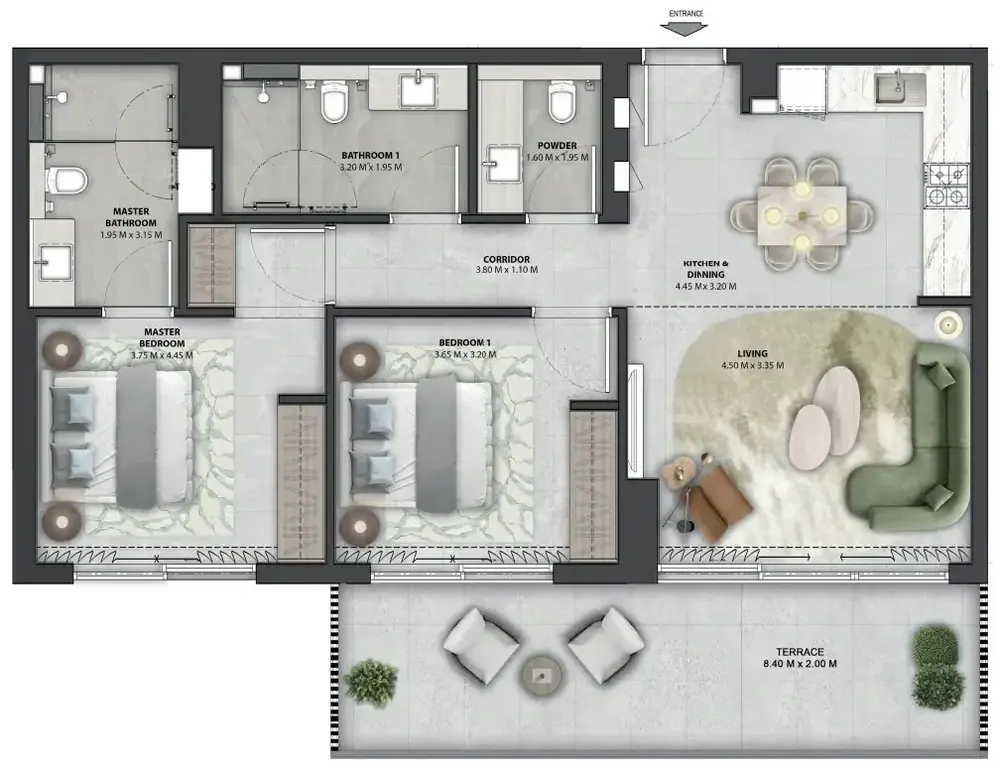 ENTRANCE
POWDER
1.60 M x 1.95 M
BATHROOM 1
3.20 M x 1.95 M
MASTER
BATHROOM
1.95 M x 3.15 M
CORRIDOR
3.80 M x 1.10 M
KITCHEN &
DINNING
4.45 M x 3.20 M
MASTER
BEDROOM
3.75 M x 4.45 M
BEDROOM 1
3.65 M x 3.20 M
LIVING
4.50 M x 3.35 M
TERRACE
8.40 M x 2.00 M